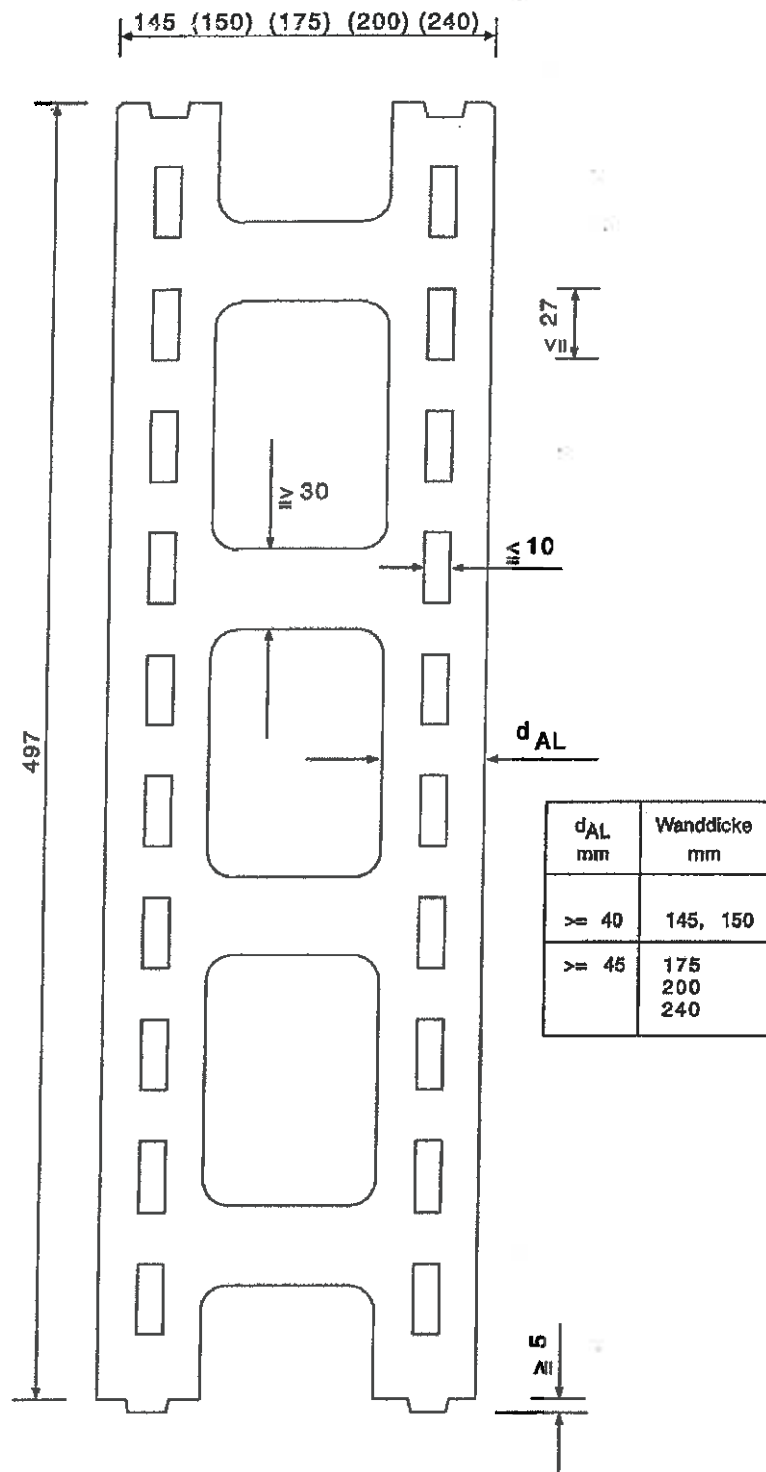 145 (150) (175) (200) (240)
≤ 27
≥ 30
≤ 10
497
d AL
dAL Wanddicke
mm mm
>= 40 145, 150
>= 45 175
200
240
≥ 5